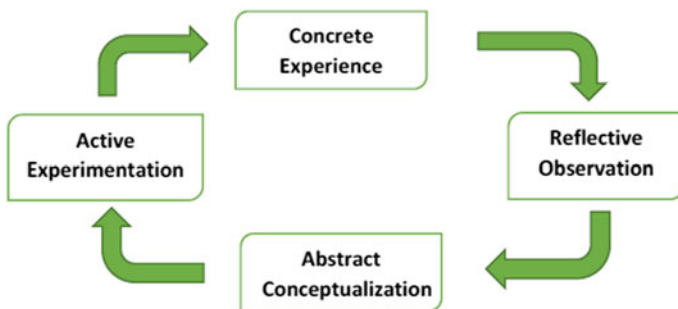 Concrete
Experience
Reflective
Observation
Abstract
Conceptualization
Active
Experimentation